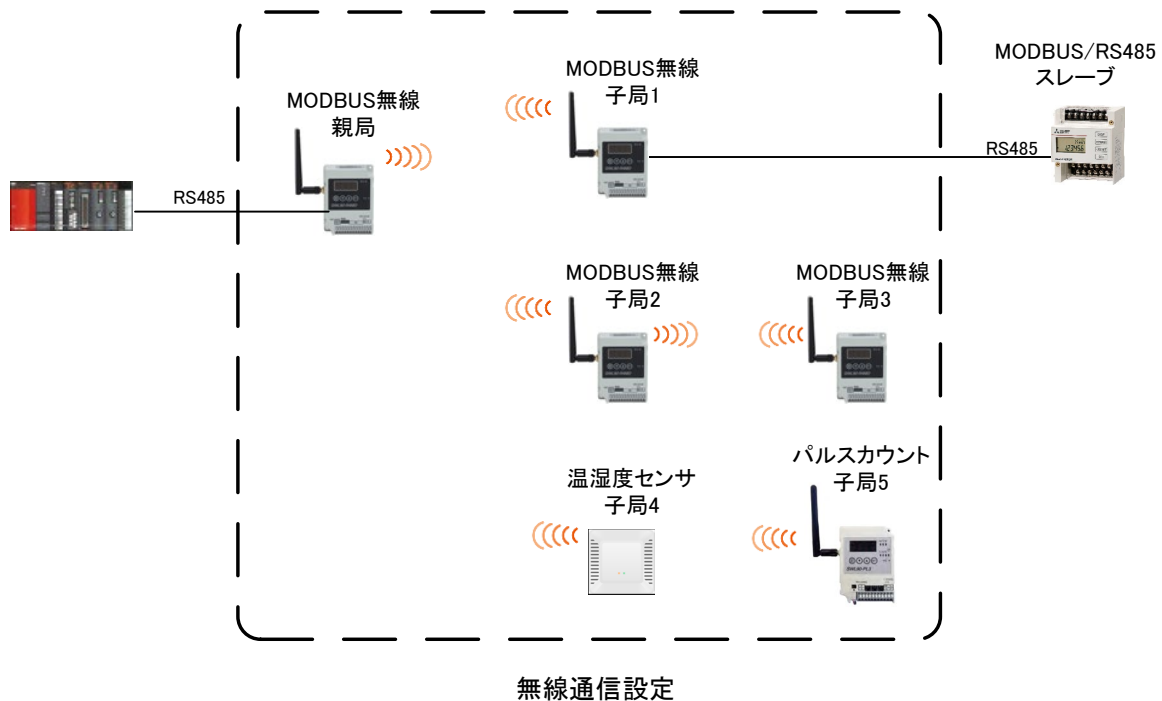 MODBUS/RS485
スレーブ
MODBUS無線
子局1
MODBUS無線
親局
RS485
RS485
MODBUS無線
子局2
MODBUS無線
子局3
パルスカウント
子局5
温湿度センサ
子局4
無線通信設定